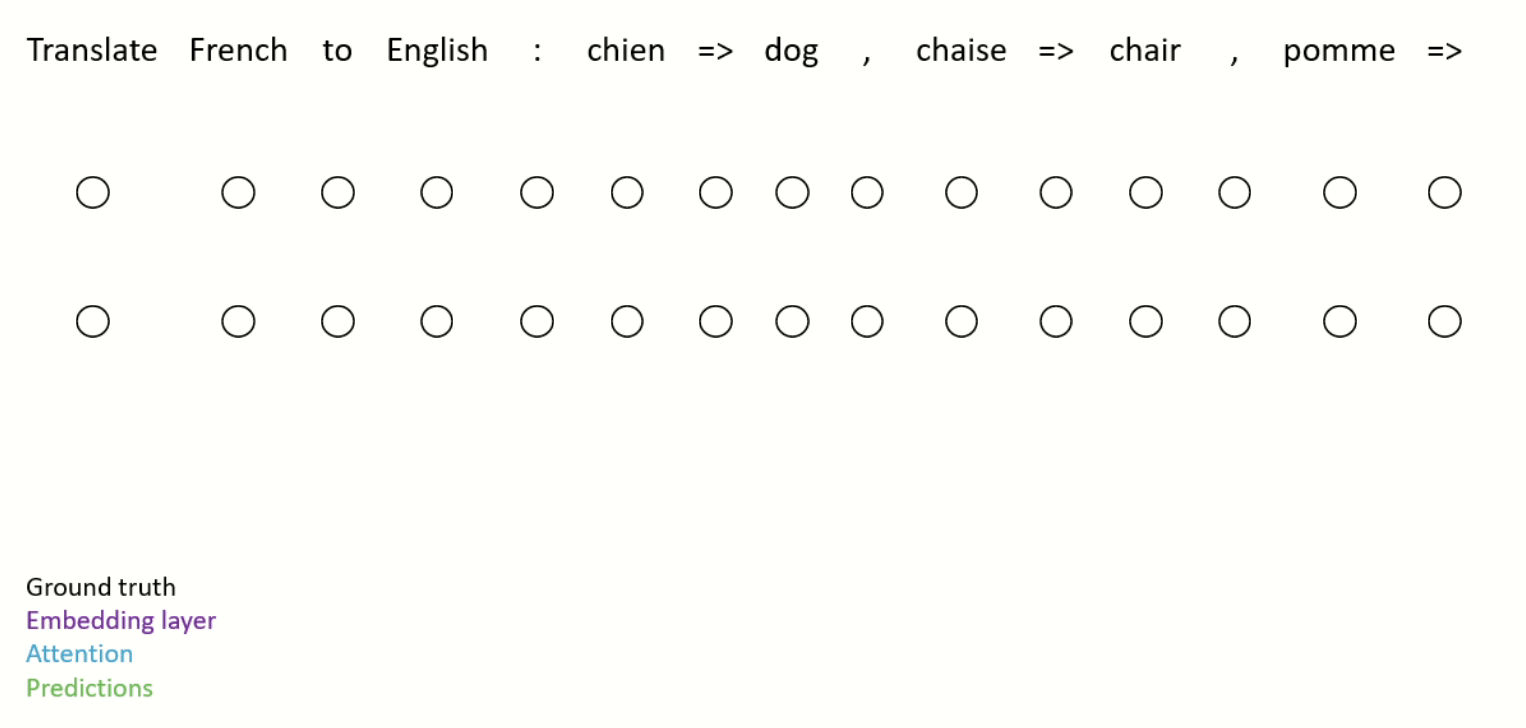 Translate French to English : chien => dog , chaise => chair , pomme =>
Ground truth
Embedding layer
Attention
Predictions